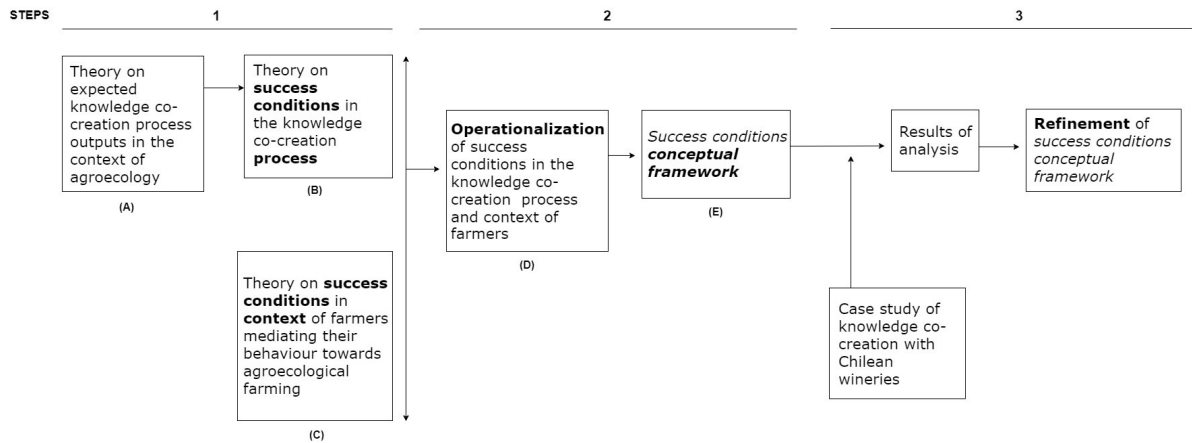 STEPS
1
2
3
Theory on
expected
knowledge co-
creation process
outputs in the
context of
agroecology
(A)
Theory on
success
conditions in
the knowledge
co-creation
process
(B)
Theory on success
conditions in
context of farmers
mediating their
behaviour towards
agroecological
farming
(C)
Operationalization
of success
conditions in the
knowledge co-
creation process
and context of
farmers
(D)
Success conditions
conceptual
framework
(E)
Results of
analysis
Refinement of
success conditions
conceptual
framework
Case study of
knowledge co-
creation with
Chilean
wineries